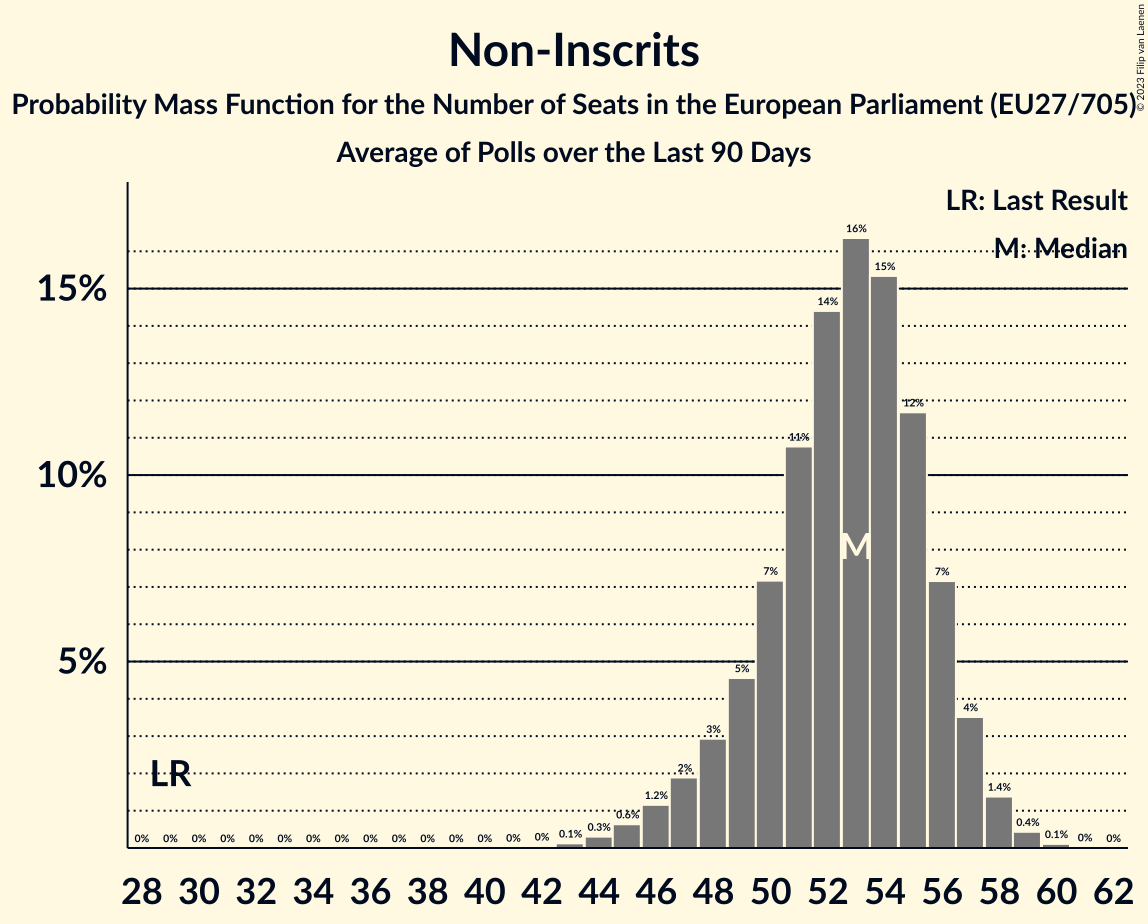 Non-Inscrits
Probability Mass Function for the Number of Seats in the European Parliament (EU27/705)
Average of Polls over the Last 90 Days
© 2023 Filip van Laenen
LR: Last Result
M: Median
15%
10%
5%
16%
15%
14%
12%
11%
M
7%
7%
5%
4%
3%
2%
LR
1.2%
1.4%
0.6%
0.4%
0% 0% 0% 0% 0% 0% 0% 0% 0% 0% 0% 0% 0% 0% 0% 0.1% 0.3% 0.1% 0% 0%
28 30 32 34 36 38 40 42 44 46 48 50 52 54 56 58 60 62